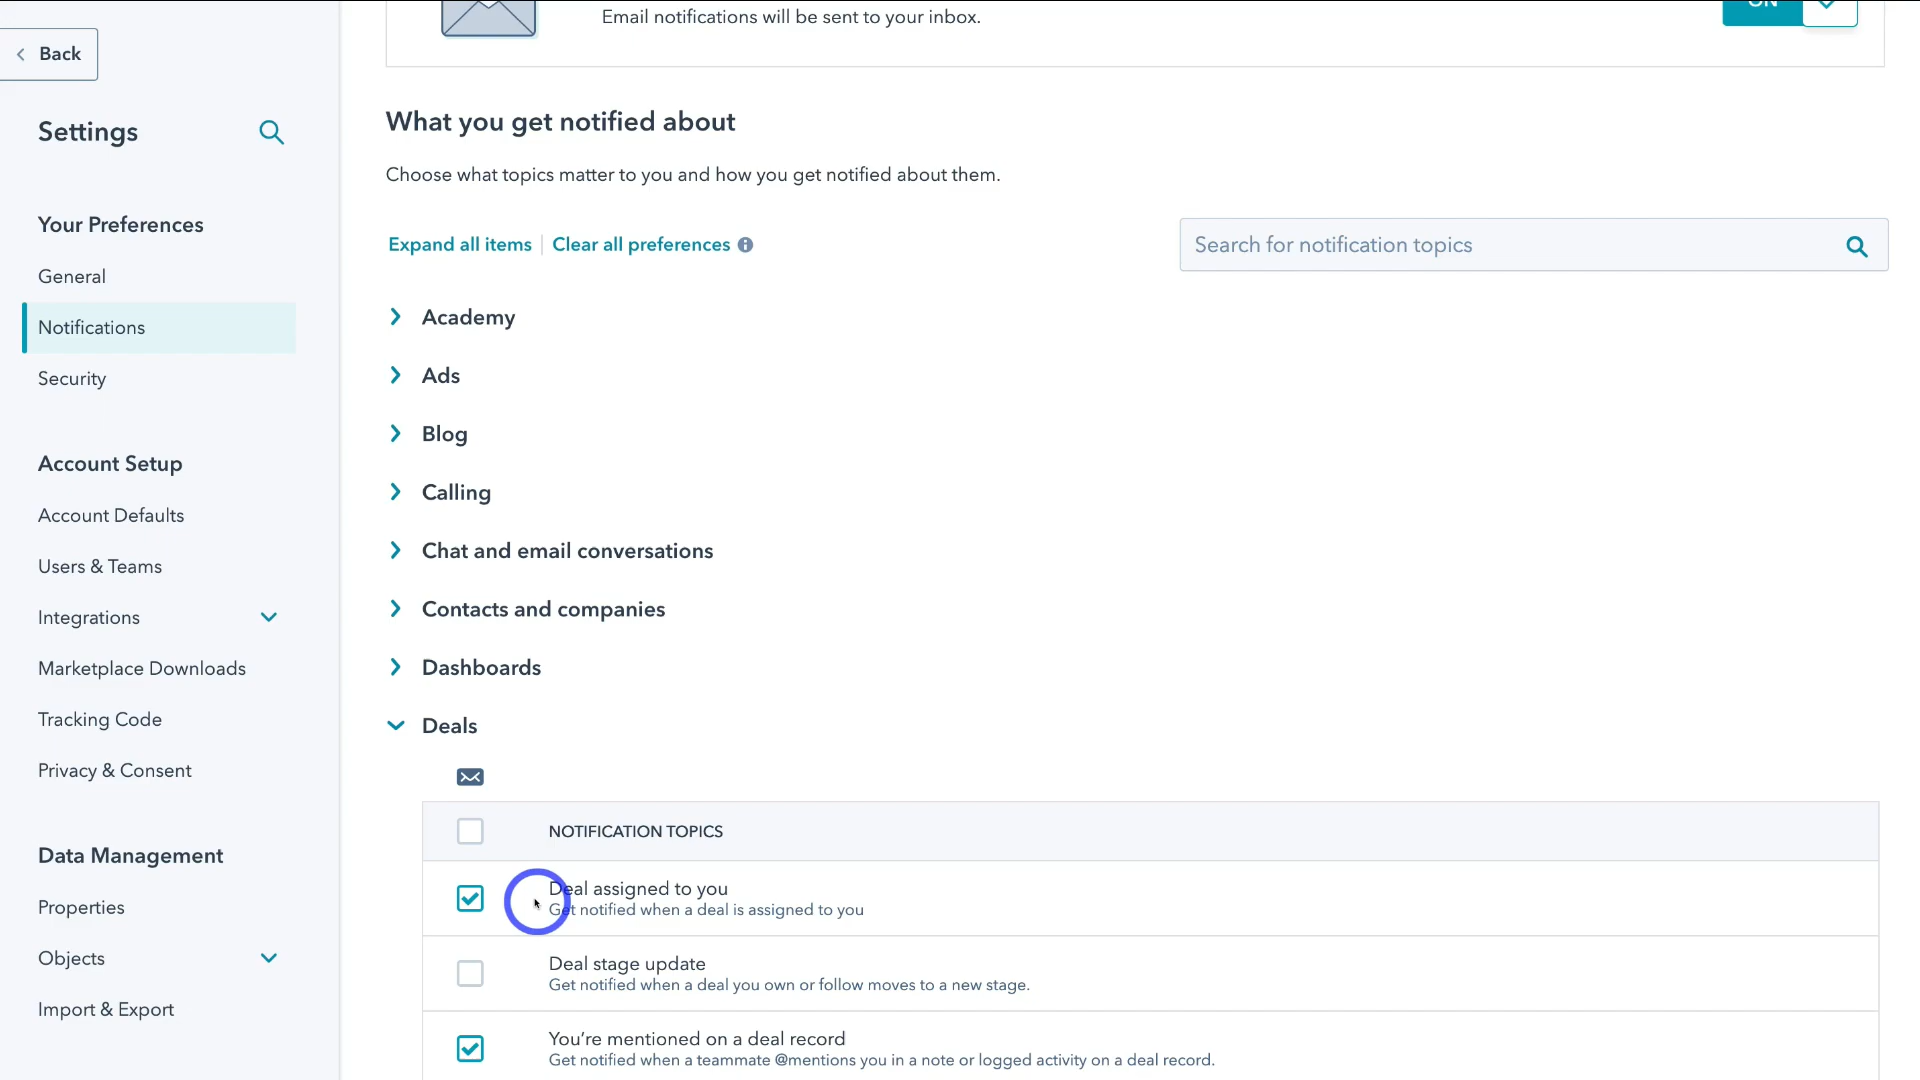 Email notifications will be sent to your inbox.
ON
Back
Settings
Your Preferences
General
Notifications
Security
Account Setup
Account Defaults
Users & Teams
Integrations
Marketplace Downloads
Tracking Code
Privacy & Consent
Data Management
Properties
Objects
Import & Export
What you get notified about
Choose what topics matter to you and how you get notified about them.
Expand all items
Clear all preferences
Search for notification topics
Academy
Ads
Blog
Calling
Chat and email conversations
Contacts and companies
Dashboards
Deals
NOTIFICATION TOPICS
Deal assigned to you
Get notified when a deal is assigned to you
Deal stage update
Get notified when a deal you own or follow moves to a new stage.
You’re mentioned on a deal record
Get notified when a teammate @mentions you in a note or logged activity on a deal record.